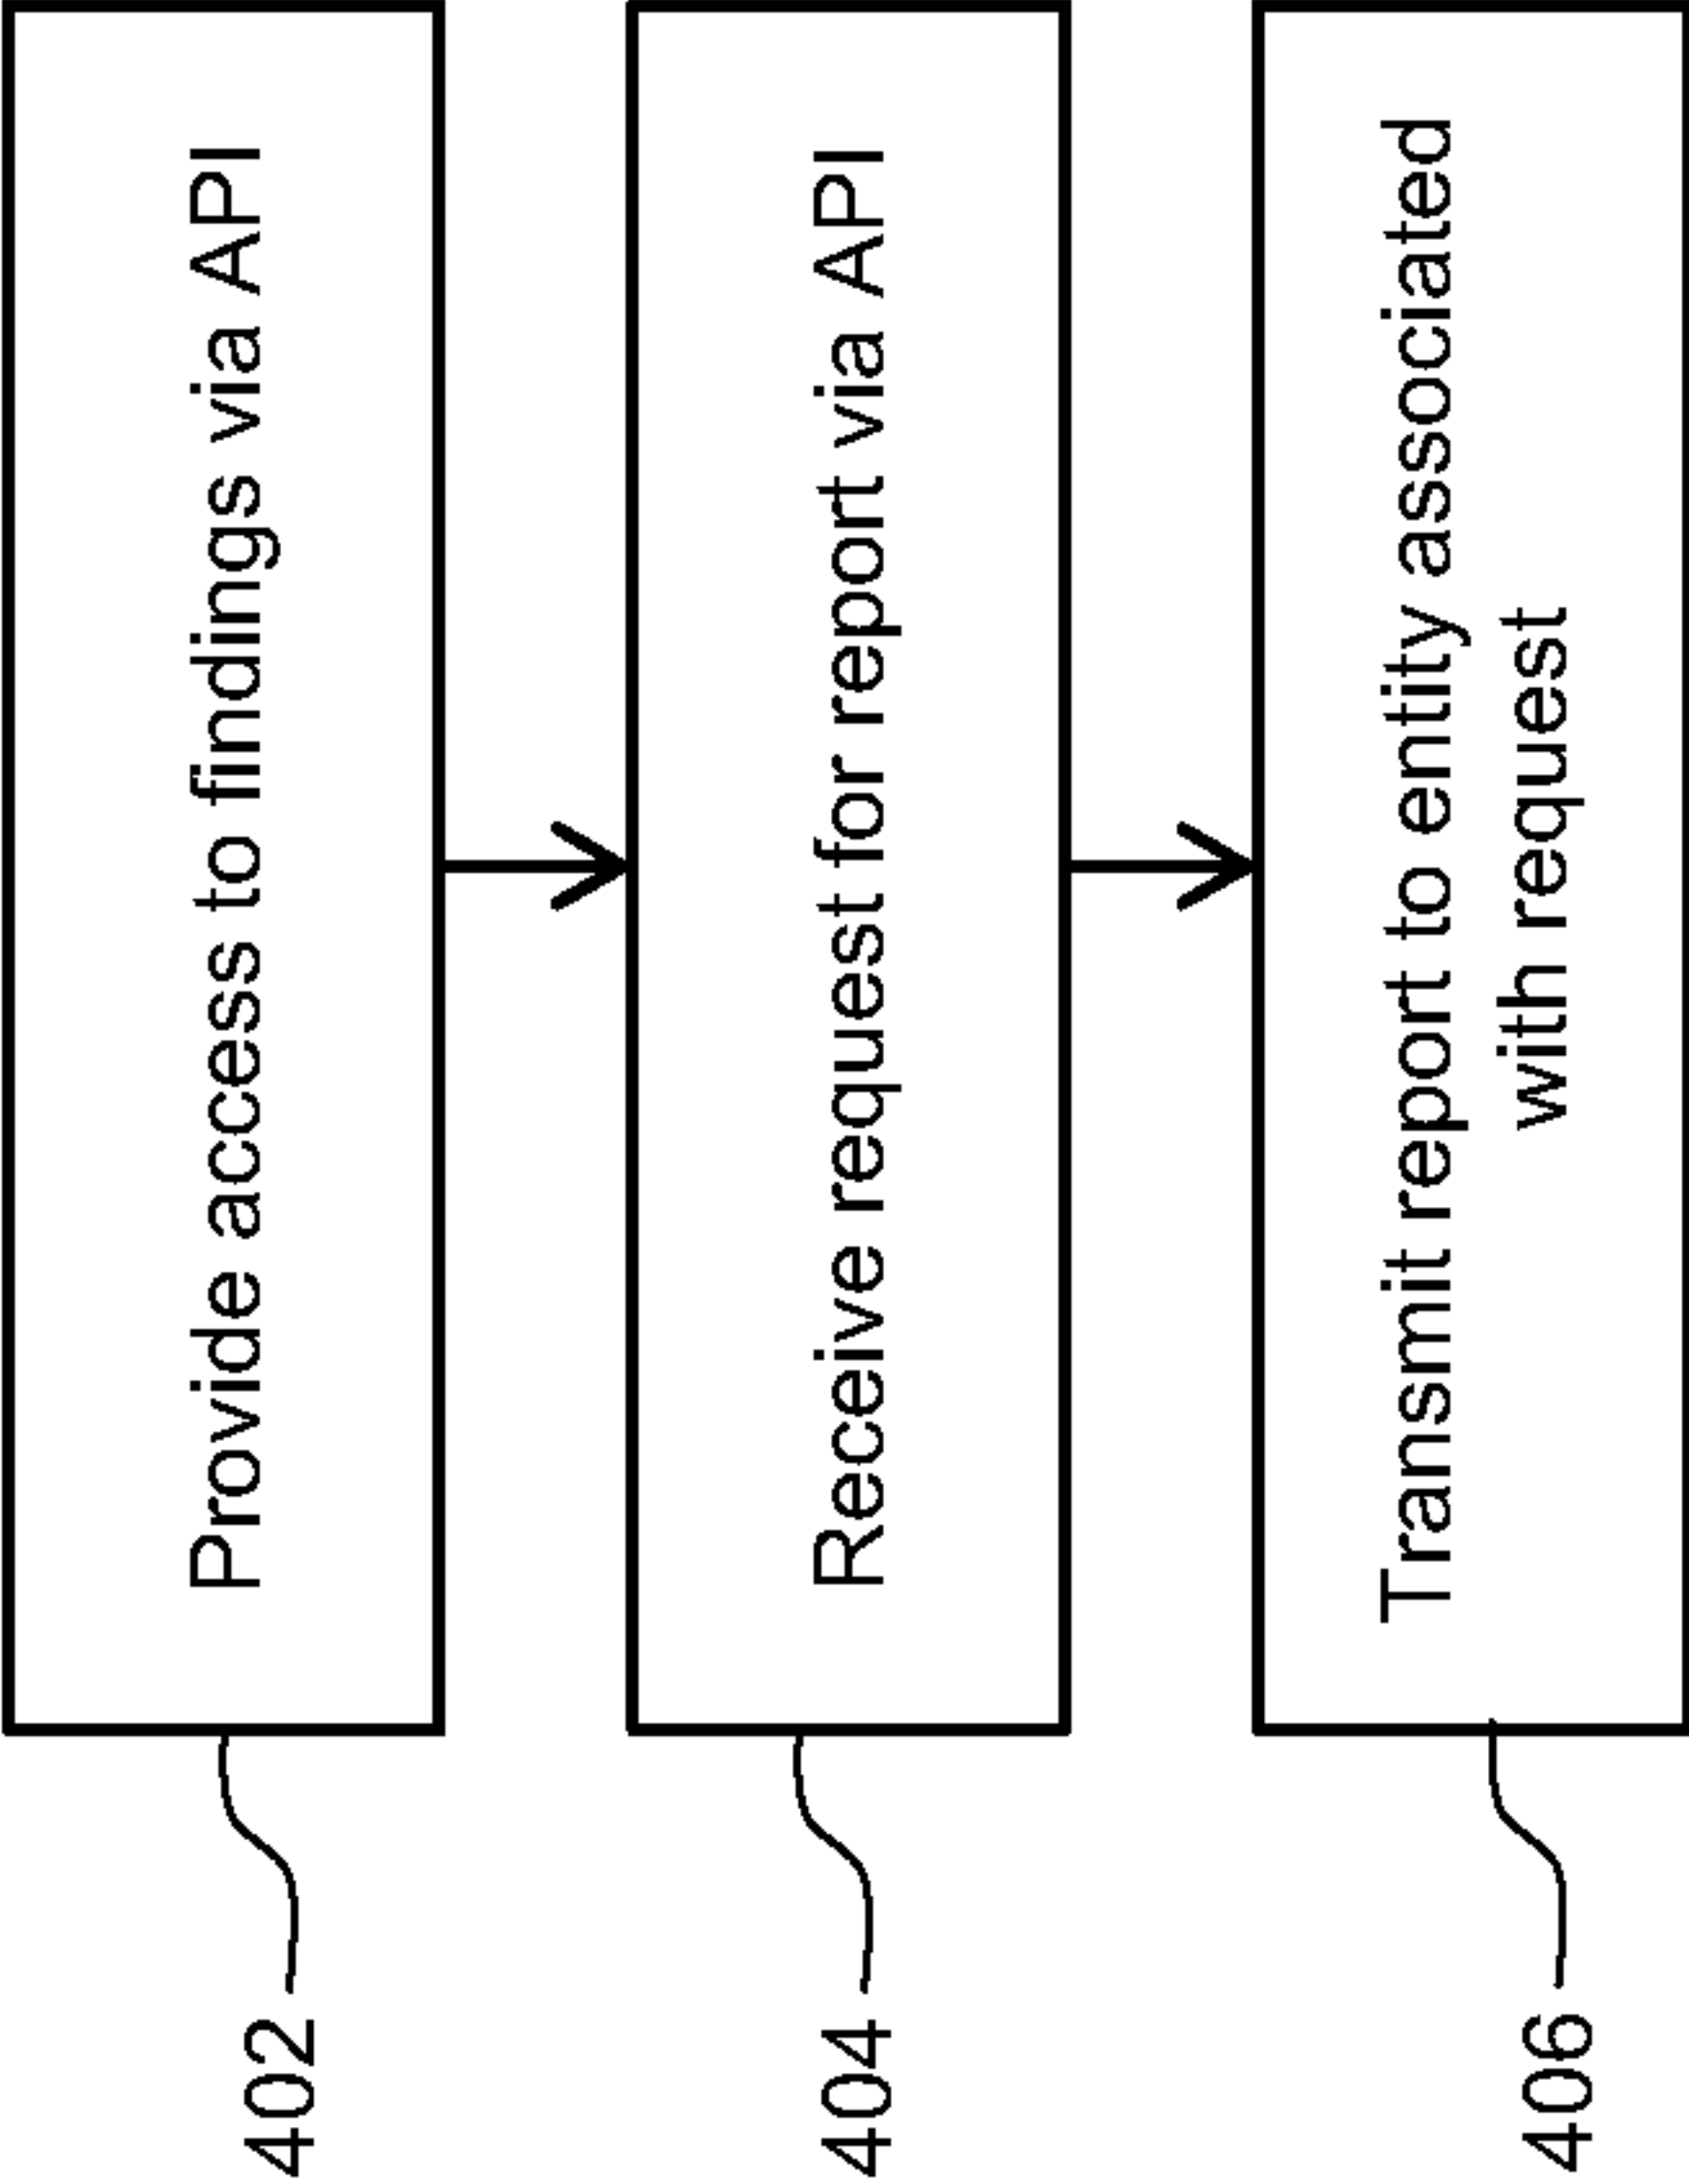 402
Provide access to findings via API
404
Receive request for report via API
406
Transmit report to entity associated
with request